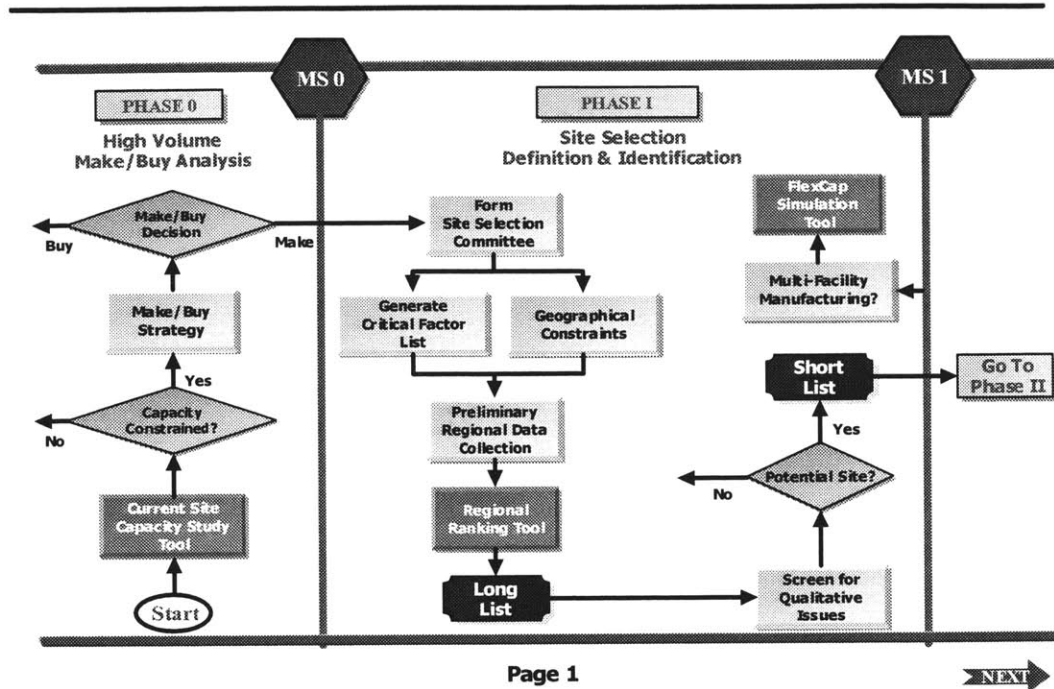 MS 0
MS 1
PHASE 0
High Volume
Make/Buy Analysis
PHASE I
Site Selection
Definition & Identification
Make/Buy
Decision
Buy
Make
Make/Buy
Strategy
Yes
Capacity
Constrained?
No
Current Site
Capacity Study
Tool
Start
Form
Site Selection
Committee
Generate
Critical Factor
List
Geographical
Constraints
Preliminary
Regional Data
Collection
Regional
Ranking Tool
Long
List
Screen for
Qualitative
Issues
Potential Site?
No
Yes
Short
List
Go To
Phase II
Multi-Facility
Manufacturing?
FlexCap
Simulation
Tool
Page 1
NEXT